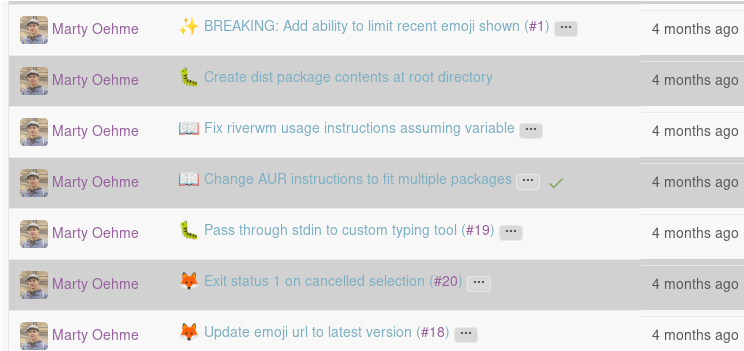 Marty Oehme ✨ BREAKING: Add ability to limit recent emoji shown (#1) ... 4 months ago
Marty Oehme 🐛 Create dist package contents at root directory 4 months ago
Marty Oehme 📖 Fix riverwm usage instructions assuming variable ... 4 months ago
Marty Oehme 📖 Change AUR instructions to fit multiple packages ... ✓ 4 months ago
Marty Oehme 🐛 Pass through stdin to custom typing tool (#19) ... 4 months ago
Marty Oehme 🦊 Exit status 1 on cancelled selection (#20) ... 4 months ago
Marty Oehme 🦊 Update emoji url to latest version (#18) ... 4 months ago